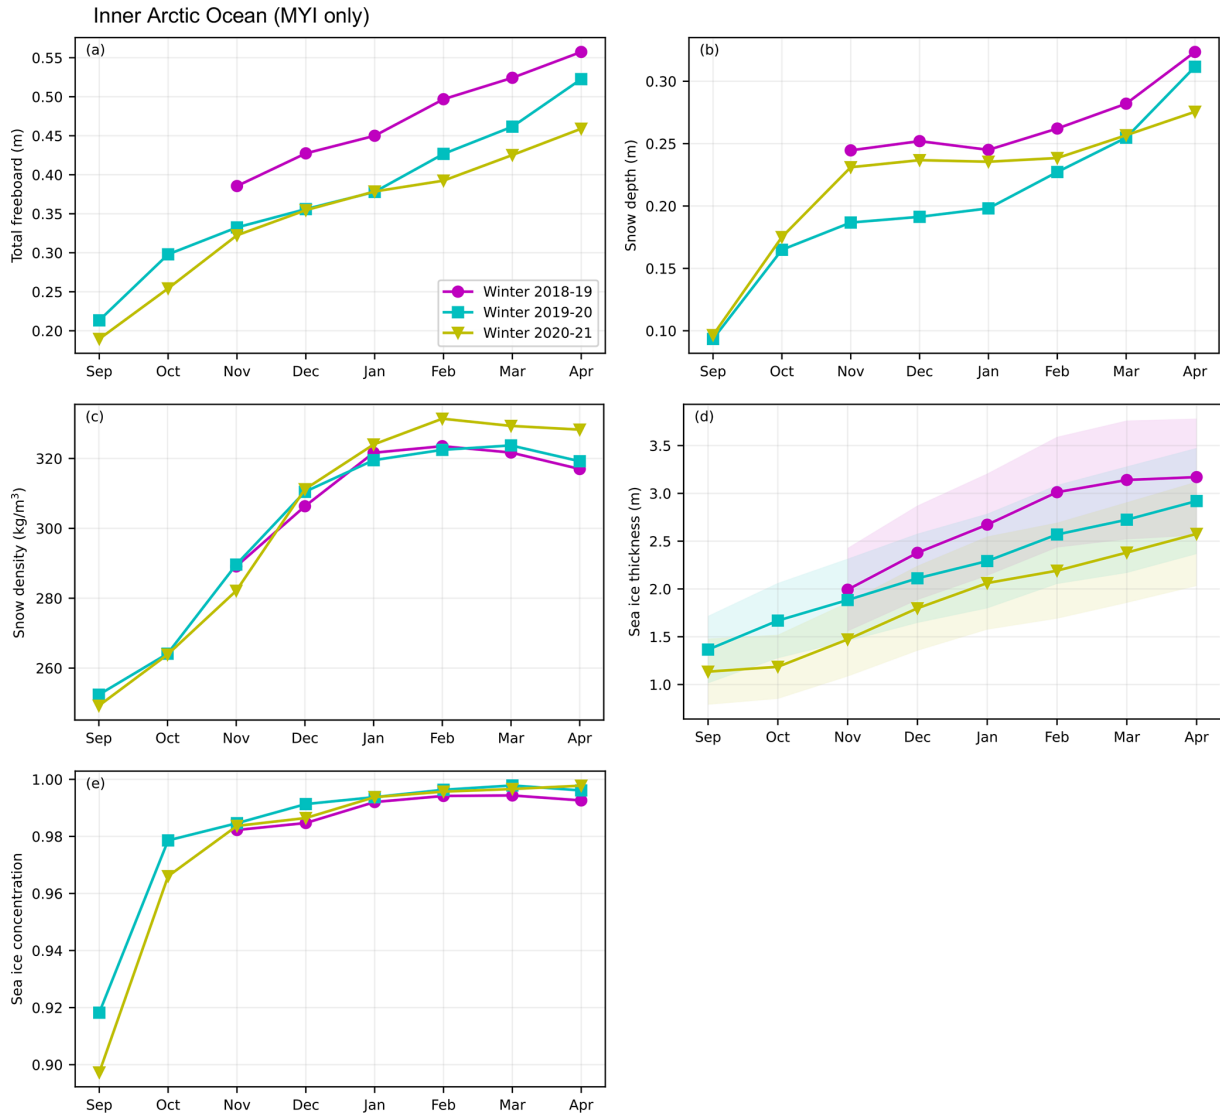 Inner Arctic Ocean (MYI only)
(a)
Total freeboard (m)
0.55
0.50
0.45
0.40
0.35
0.30
0.25
0.20
Winter 2018-19
Winter 2019-20
Winter 2020-21
Sep Oct Nov Dec Jan Feb Mar Apr
(b)
Snow depth (m)
0.30
0.25
0.20
0.15
0.10
Sep Oct Nov Dec Jan Feb Mar Apr
(c)
Snow density (kg/m³)
320
300
280
260
Sep Oct Nov Dec Jan Feb Mar Apr
(d)
Sea ice thickness (m)
3.5
3.0
2.5
2.0
1.5
1.0
Sep Oct Nov Dec Jan Feb Mar Apr
(e)
Sea ice concentration
1.00
0.98
0.96
0.94
0.92
0.90
Sep Oct Nov Dec Jan Feb Mar Apr